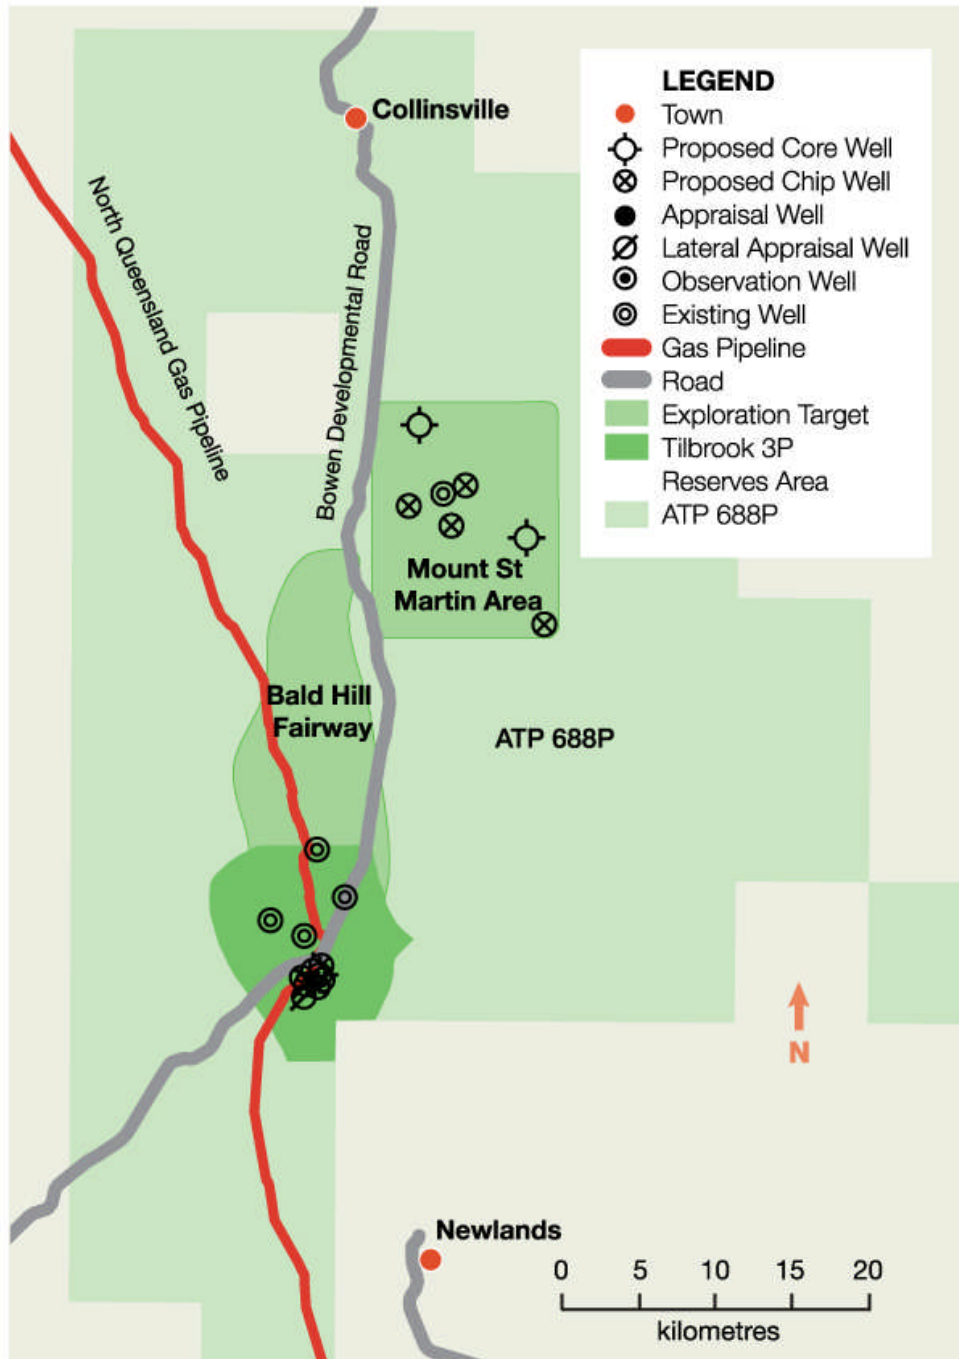 LEGEND
Town
Proposed Core Well
Proposed Chip Well
Appraisal Well
Lateral Appraisal Well
Observation Well
Existing Well
Gas Pipeline
Road
Exploration Target
Tilbrook 3P
Reserves Area
ATP 688P
Collinsville
North Queensland Gas Pipeline
Bowen Developmental Road
Mount St
Martin Area
Bald Hill
Fairway
ATP 688P
N
Newlands
0 5 10 15 20
kilometres